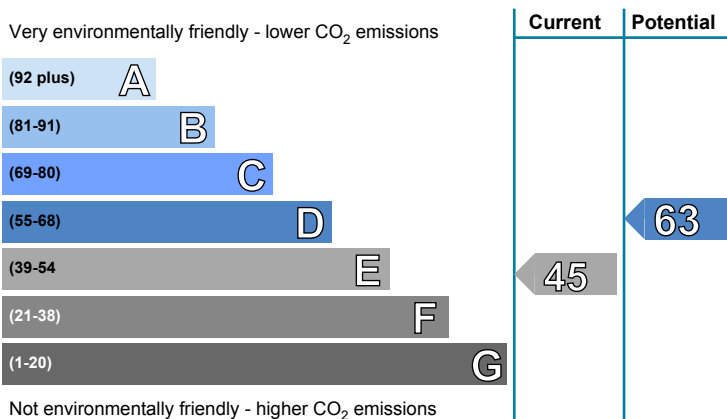 Current Potential
Very environmentally friendly - lower CO2 emissions
(92 plus) A
(81-91) B
(69-80) C
(55-68) D
63
(39-54 E
45
(21-38) F
(1-20) G
Not environmentally friendly - higher CO2 emissions